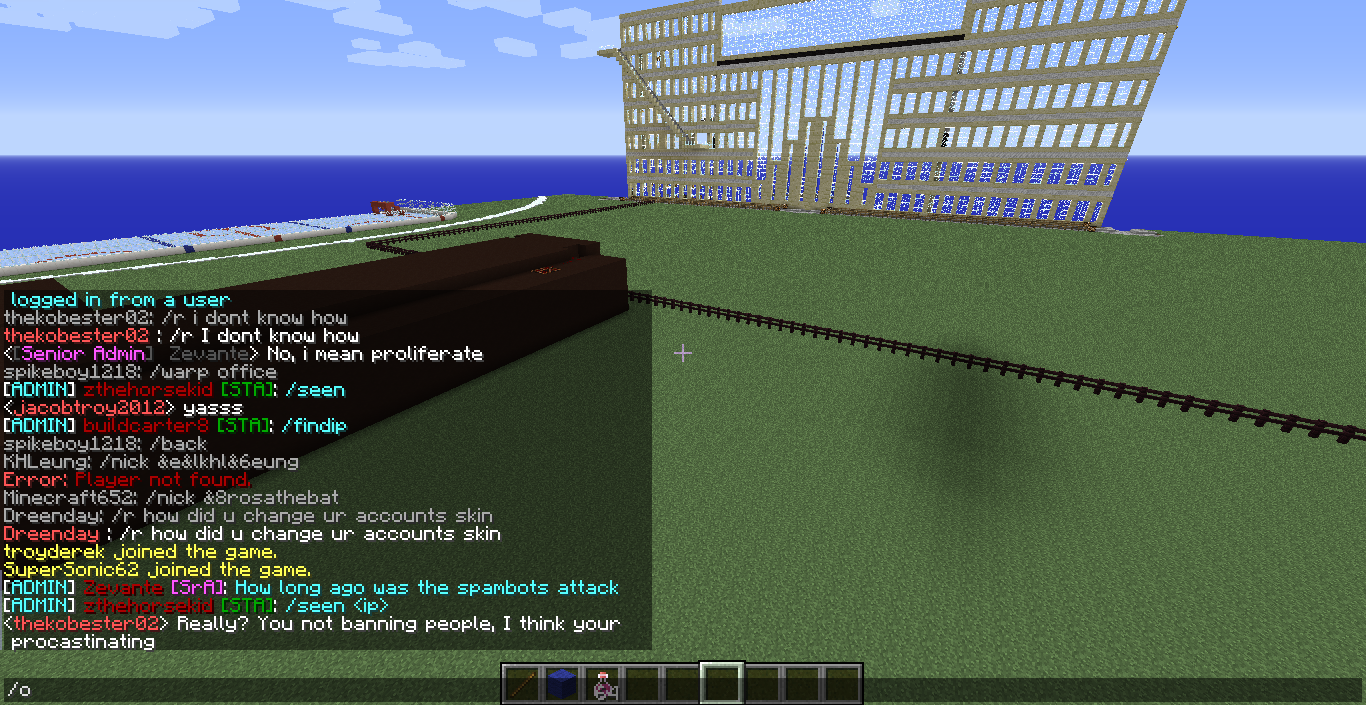 logged in from a user
thekobester02: /r i dont know how
thekobester02 : /r I dont know how
<[Senior Admin] Zevante> No, i mean proliferate
spikeboy1218: /warp office
[ADMIN] zthehorsekid [STA]: /seen
<jacobtroy2012> yasss
[ADMIN] buildcarter8 [STA]: /findip
spikeboy1218: /back
KHLeung: /nick &e&lkhl&6eung
Error: Player not found.
Minecraft652: /nick &8rosathebat
Dreenday: /r how did u change ur accounts skin
Dreenday : /r how did u change ur accounts skin
troyderek joined the game.
SuperSonic62 joined the game.
[ADMIN] Zevante [SrA]: How long ago was the spambots attack
[ADMIN] zthehorsekid [STA]: /seen <ip>
<thekobester02> Really? You not banning people, I think your
procastinating
64
/o